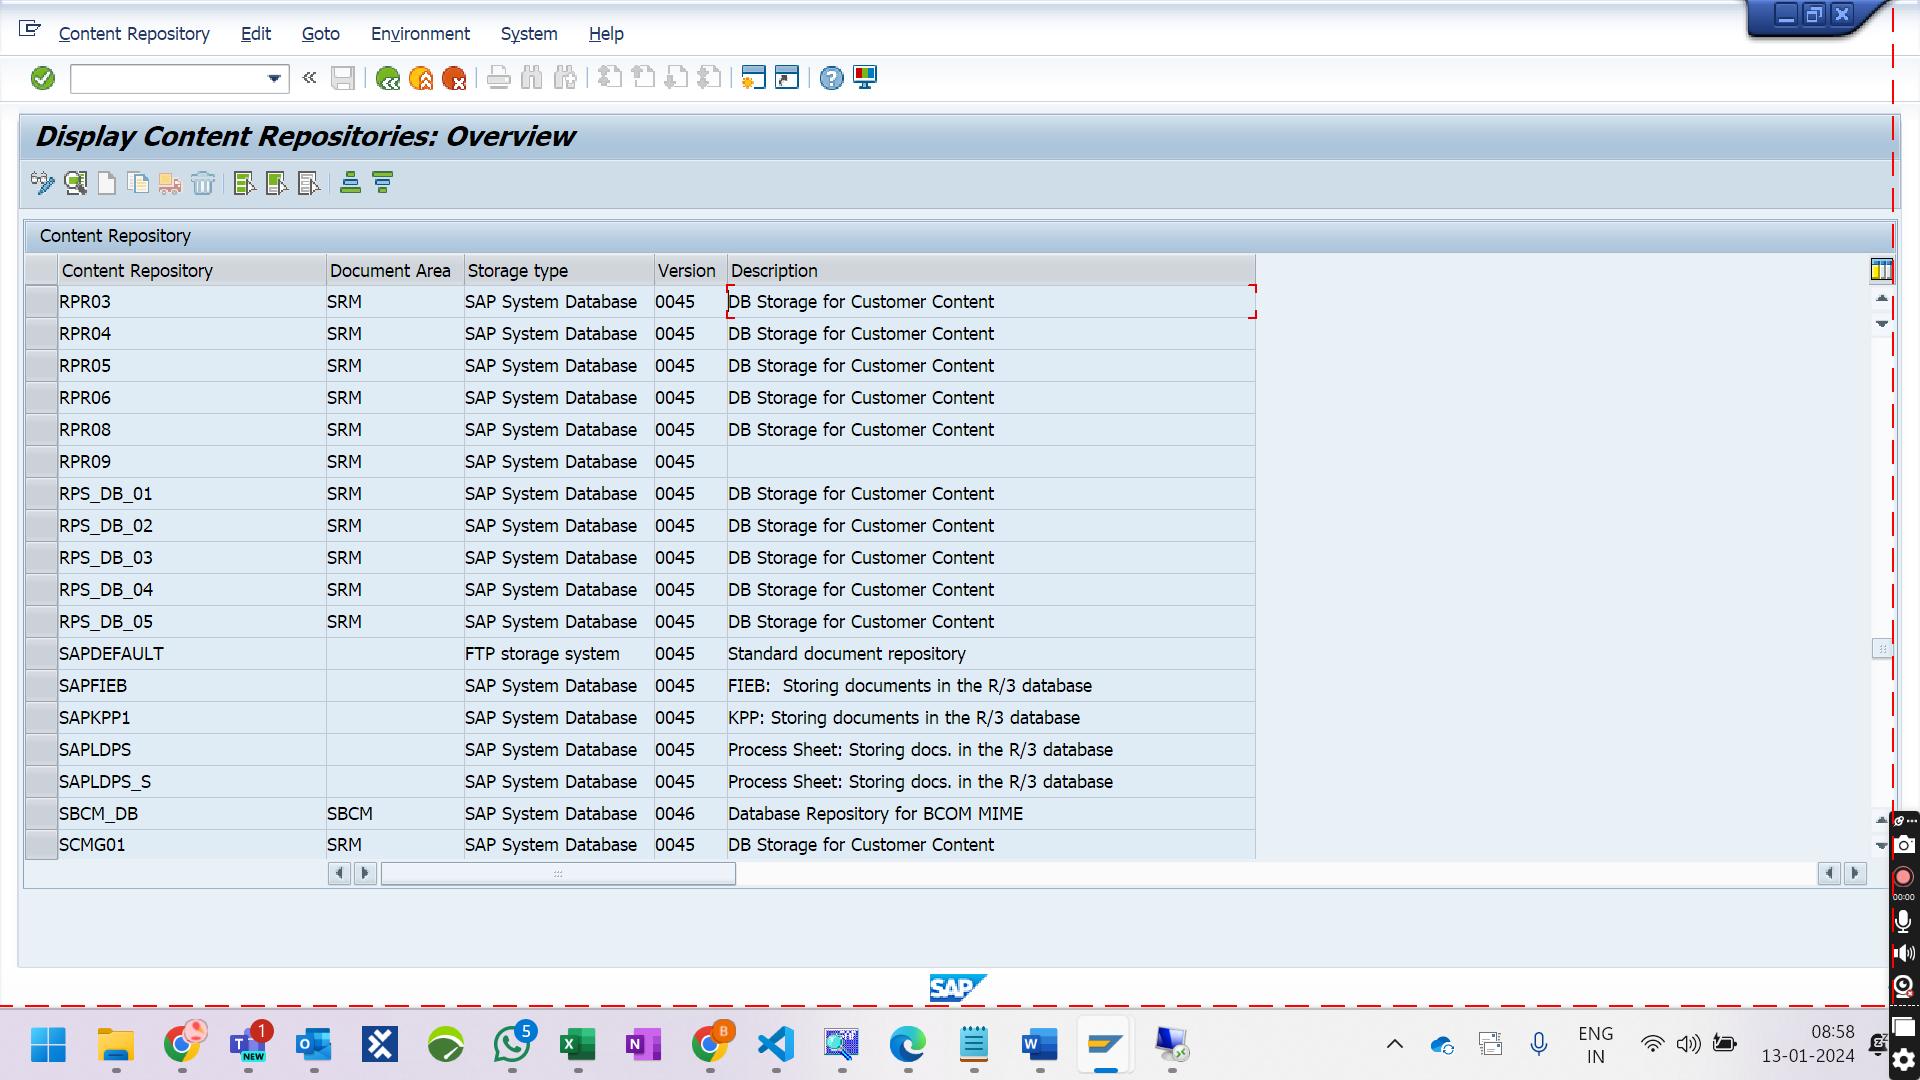 Content Repository Edit Goto Environment System Help
Display Content Repositories: Overview
Content Repository
Content Repository Document Area Storage type Version Description
RPR03 SRM SAP System Database 0045 DB Storage for Customer Content
RPR04 SRM SAP System Database 0045 DB Storage for Customer Content
RPR05 SRM SAP System Database 0045 DB Storage for Customer Content
RPR06 SRM SAP System Database 0045 DB Storage for Customer Content
RPR08 SRM SAP System Database 0045 DB Storage for Customer Content
RPR09 SRM SAP System Database 0045
RPS_DB_01 SRM SAP System Database 0045 DB Storage for Customer Content
RPS_DB_02 SRM SAP System Database 0045 DB Storage for Customer Content
RPS_DB_03 SRM SAP System Database 0045 DB Storage for Customer Content
RPS_DB_04 SRM SAP System Database 0045 DB Storage for Customer Content
RPS_DB_05 SRM SAP System Database 0045 DB Storage for Customer Content
SAPDEFAULT FTP storage system 0045 Standard document repository
SAPFIEB SAP System Database 0045 FIEB: Storing documents in the R/3 database
SAPKPP1 SAP System Database 0045 KPP: Storing documents in the R/3 database
SAPLDPS SAP System Database 0045 Process Sheet: Storing docs. in the R/3 database
SAPLDPS_S SAP System Database 0045 Process Sheet: Storing docs. in the R/3 database
SBCM_DB SBCM SAP System Database 0046 Database Repository for BCOM MIME
SCMG01 SRM SAP System Database 0045 DB Storage for Customer Content
00:00
SAP
1 NEW 5 B
ENG 08:58
IN 13-01-2024